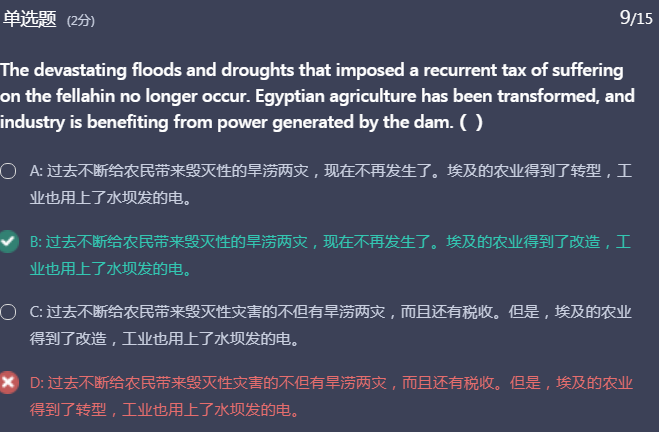 单选题 (2分) 9/15
The devastating floods and droughts that imposed a recurrent tax of suffering
on the fellahin no longer occur. Egyptian agriculture has been transformed, and
industry is benefiting from power generated by the dam. ( )
A: 过去不断给农民带来毁灭性的旱涝两灾，现在不再发生了。埃及的农业得到了转型，工
业也用上了水坝发的电。
B: 过去不断给农民带来毁灭性的旱涝两灾，现在不再发生了。埃及的农业得到了改造，工
业也用上了水坝发的电。
C: 过去不断给农民带来毁灭性灾害的不但有旱涝两灾，而且还有税收。但是，埃及的农业
得到了改造，工业也用上了水坝发的电。
D: 过去不断给农民带来毁灭性灾害的不但有旱涝两灾，而且还有税收。但是，埃及的农业
得到了转型，工业也用上了水坝发的电。